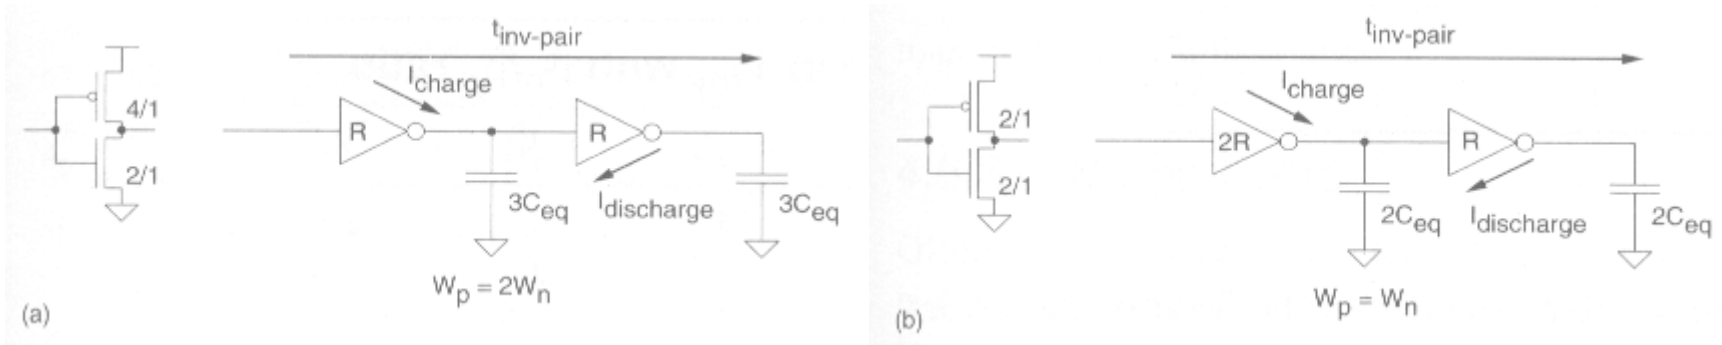 t_inv-pair
I_charge
4/1
R
R
2/1
3C_eq
I_discharge
3C_eq
W_p = 2W_n
(a)
t_inv-pair
I_charge
2/1
2R
R
2/1
2C_eq
I_discharge
2C_eq
W_p = W_n
(b)